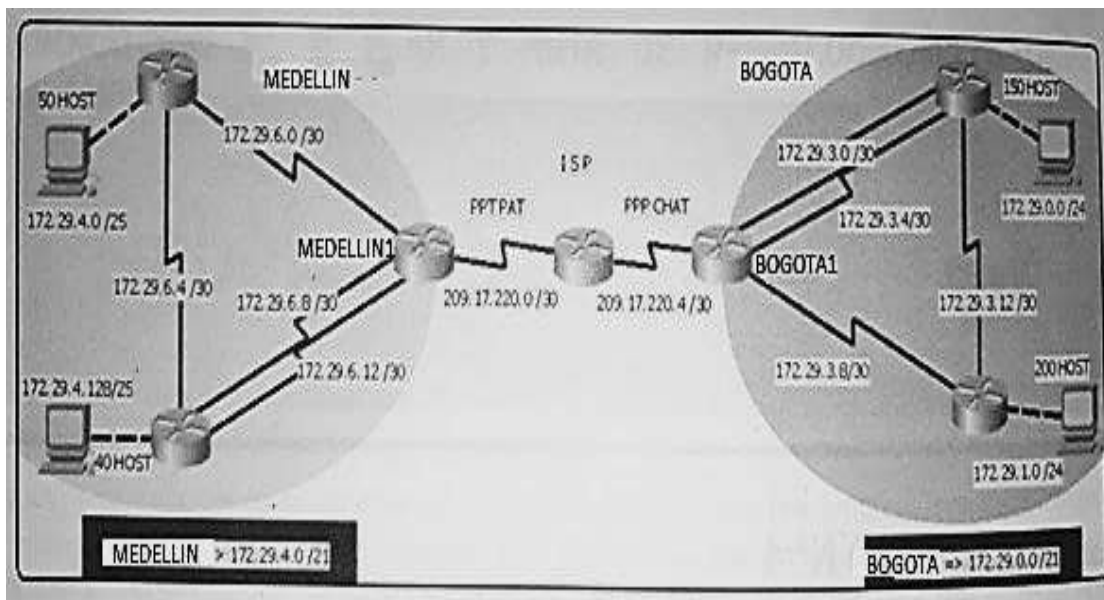 MEDELLIN - -
BOGOTA
50 HOST
150 HOST
172.29.6.0 /30
172.29.3.0 /30
I S P
172.29.4.0 /25
172.29.0.0 /24
PPT PAT
PPP CHAT
172.29.3.4/30
MEDELLIN1
BOGOTA1
172.29.6.4 /30
172.29.6.8 /30
209.17.220.0 /30
209.17.220.4 /30
172.29.3.12 /30
172.29.6.12 /30
172.29.3.8 /30
172.29.4.128/25
200 HOST
40 HOST
172.29.1.0 /24
MEDELLIN > 172.29.4.0 /21
BOGOTA => 172.29.0.0 /21